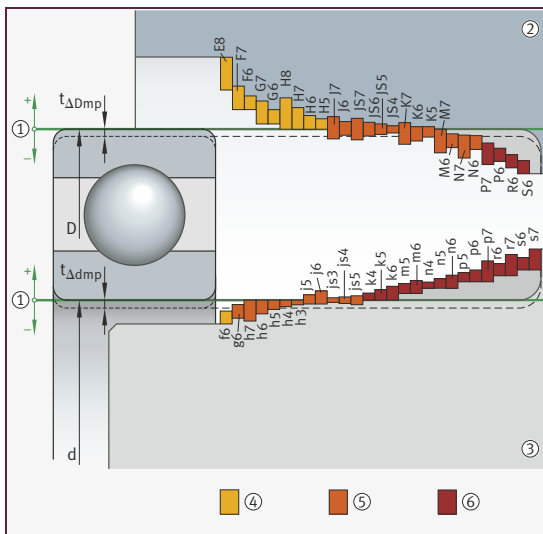 ②
E8 F7 F6 G7 G6 H8 H7 H6 H5 J7 J6 JS7 JS6 JS5 JS4 K7 K6 K5 M7
M6 N7 N6 P7 P6 R6 S6
+
①
−
t∆Dmp
D
t∆dmp
+
①
−
d
f6 g6 h7 h6 h5 h4 h3 j5 j6 js3 js4 js5 k4 k5 k6 m5 m6 n4 n5 n6 p5 p6 p7 r6 r7 s6 s7
③
④ ⑤ ⑥